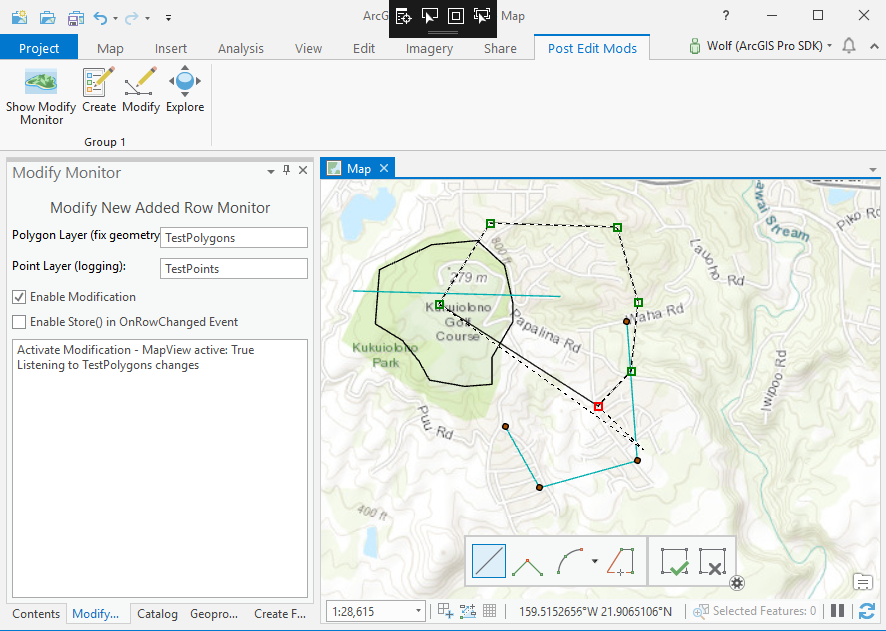 ArcG
Map
?
Project
Map
Insert
Analysis
View
Edit
Imagery
Share
Post Edit Mods
Wolf (ArcGIS Pro SDK)
Show Modify
Monitor
Create
Modify
Explore
Group 1
Modify Monitor
Modify New Added Row Monitor
Polygon Layer (fix geometry
TestPolygons
Point Layer (logging):
TestPoints
Enable Modification
Enable Store() in OnRowChanged Event
Activate Modification - MapView active: True
Listening to TestPolygons changes
Contents
Modify...
Catalog
Geopro...
Create F...
Map
800 ft
279 m
Kukuiolono
Golf
Course
Kukuiolono
Park
Papalina Rd
Waha Rd
Lauoho Rd
Piko Rd
Wawai Stream
Iwipoo Rd
Puu Rd
400 ft
1:28,615
159.5152656°W 21.9065106°N
Selected Features: 0